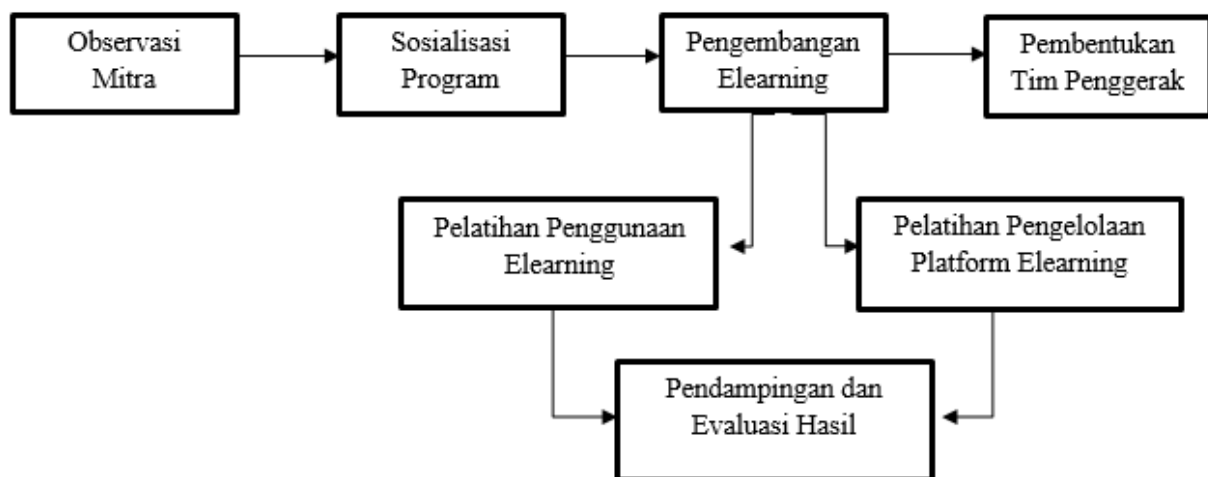 Observasi
Mitra
Sosialisasi
Program
Pengembangan
Elearning
Pembentukan
Tim Penggerak
Pelatihan Penggunaan
Elearning
Pelatihan Pengelolaan
Platform Elearning
Pendampingan dan
Evaluasi Hasil